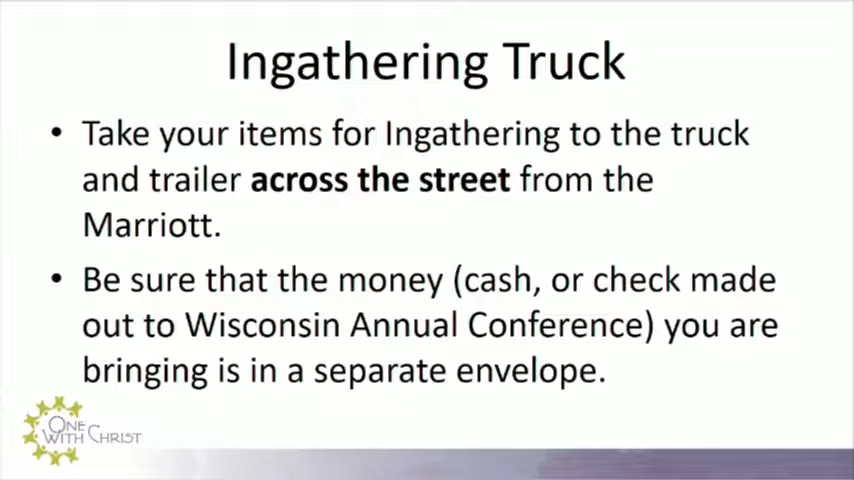 Ingathering Truck
• Take your items for Ingathering to the truck
and trailer across the street from the
Marriott.
• Be sure that the money (cash, or check made
out to Wisconsin Annual Conference) you are
bringing is in a separate envelope.
ONE
WITH CHRIST